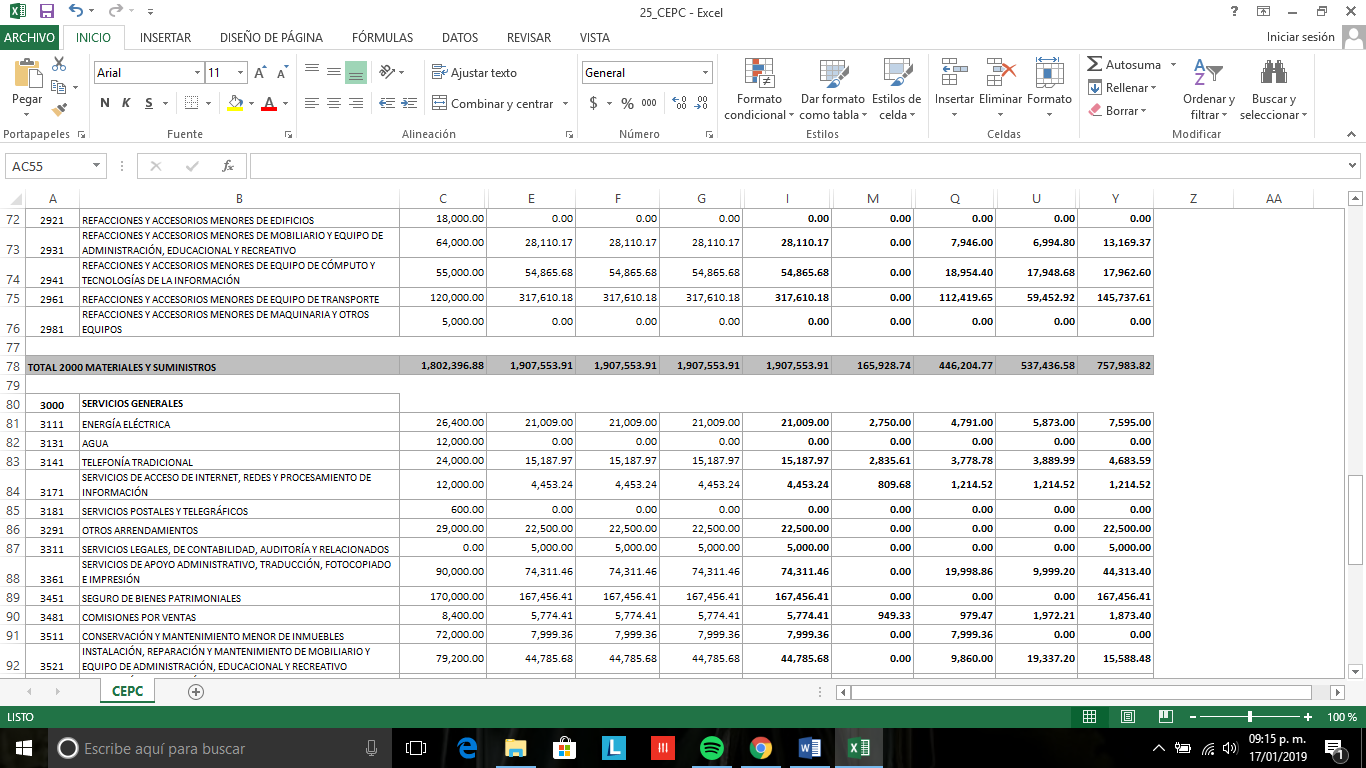 25_CEPC - Excel
?
ARCHIVO INICIO INSERTAR DISEÑO DE PÁGINA FÓRMULAS DATOS REVISAR VISTA Iniciar sesión
Pegar
Arial 11
N K S
Ajustar texto
Combinar y centrar
General
$ % 000
Formato condicional
Dar formato como tabla
Estilos de celda
Insertar Eliminar Formato
Autosuma
Rellenar
Borrar
Ordenar y filtrar
Buscar y seleccionar
Portapapeles Fuente Alineación Número Estilos Celdas Modificar
AC55 fx
A B C E F G I M Q U Y Z AA
72 2921 REFACCIONES Y ACCESORIOS MENORES DE EDIFICIOS 18,000.00 0.00 0.00 0.00 0.00 0.00 0.00 0.00 0.00
REFACCIONES Y ACCESORIOS MENORES DE MOBILIARIO Y EQUIPO DE
73 2931 ADMINISTRACIÓN, EDUCACIONAL Y RECREATIVO 64,000.00 28,110.17 28,110.17 28,110.17 28,110.17 0.00 7,946.00 6,994.80 13,169.37
REFACCIONES Y ACCESORIOS MENORES DE EQUIPO DE CÓMPUTO Y
74 2941 TECNOLOGÍAS DE LA INFORMACIÓN 55,000.00 54,865.68 54,865.68 54,865.68 54,865.68 0.00 18,954.40 17,948.68 17,962.60
75 2961 REFACCIONES Y ACCESORIOS MENORES DE EQUIPO DE TRANSPORTE 120,000.00 317,610.18 317,610.18 317,610.18 317,610.18 0.00 112,419.65 59,452.92 145,737.61
REFACCIONES Y ACCESORIOS MENORES DE MAQUINARIA Y OTROS
76 2981 EQUIPOS 5,000.00 0.00 0.00 0.00 0.00 0.00 0.00 0.00 0.00
77
78 TOTAL 2000 MATERIALES Y SUMINISTROS 1,802,396.88 1,907,553.91 1,907,553.91 1,907,553.91 1,907,553.91 165,928.74 446,204.77 537,436.58 757,983.82
79
80 3000 SERVICIOS GENERALES
81 3111 ENERGÍA ELÉCTRICA 26,400.00 21,009.00 21,009.00 21,009.00 21,009.00 2,750.00 4,791.00 5,873.00 7,595.00
82 3131 AGUA 12,000.00 0.00 0.00 0.00 0.00 0.00 0.00 0.00 0.00
83 3141 TELEFONÍA TRADICIONAL 24,000.00 15,187.97 15,187.97 15,187.97 15,187.97 2,835.61 3,778.78 3,889.99 4,683.59
SERVICIOS DE ACCESO DE INTERNET, REDES Y PROCESAMIENTO DE
84 3171 INFORMACIÓN 12,000.00 4,453.24 4,453.24 4,453.24 4,453.24 809.68 1,214.52 1,214.52 1,214.52
85 3181 SERVICIOS POSTALES Y TELEGRÁFICOS 600.00 0.00 0.00 0.00 0.00 0.00 0.00 0.00 0.00
86 3291 OTROS ARRENDAMIENTOS 29,000.00 22,500.00 22,500.00 22,500.00 22,500.00 0.00 0.00 0.00 22,500.00
87 3311 SERVICIOS LEGALES, DE CONTABILIDAD, AUDITORÍA Y RELACIONADOS 0.00 5,000.00 5,000.00 5,000.00 5,000.00 0.00 0.00 0.00 5,000.00
SERVICIOS DE APOYO ADMINISTRATIVO, TRADUCCIÓN, FOTOCOPIADO
88 3361 E IMPRESIÓN 90,000.00 74,311.46 74,311.46 74,311.46 74,311.46 0.00 19,998.86 9,999.20 44,313.40
89 3451 SEGURO DE BIENES PATRIMONIALES 170,000.00 167,456.41 167,456.41 167,456.41 167,456.41 0.00 0.00 0.00 167,456.41
90 3481 COMISIONES POR VENTAS 8,400.00 5,774.41 5,774.41 5,774.41 5,774.41 949.33 979.47 1,972.21 1,873.40
91 3511 CONSERVACIÓN Y MANTENIMIENTO MENOR DE INMUEBLES 72,000.00 7,999.36 7,999.36 7,999.36 7,999.36 0.00 7,999.36 0.00 0.00
INSTALACIÓN, REPARACIÓN Y MANTENIMIENTO DE MOBILIARIO Y
92 3521 EQUIPO DE ADMINISTRACIÓN, EDUCACIONAL Y RECREATIVO 79,200.00 44,785.68 44,785.68 44,785.68 44,785.68 0.00 9,860.00 19,337.20 15,588.48
CEPC
LISTO 100 %
Escribe aquí para buscar
09:15 p. m.
17/01/2019
1